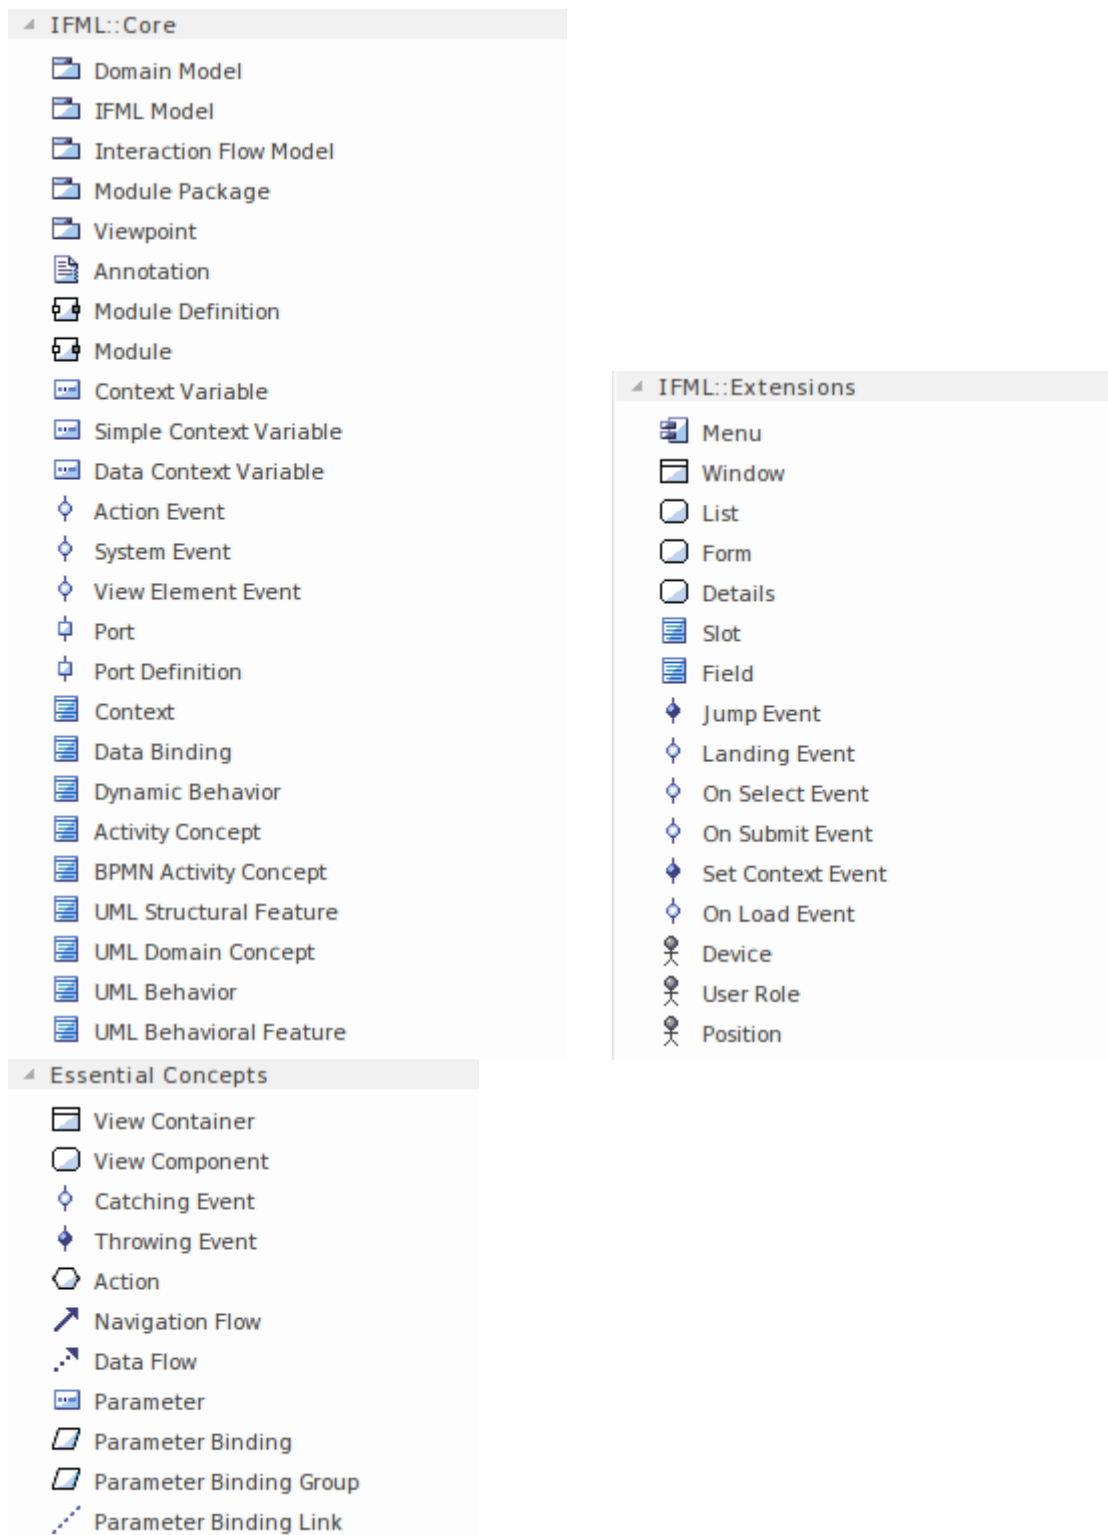 IFML::Core
Domain Model
IFML Model
Interaction Flow Model
Module Package
Viewpoint
Annotation
Module Definition
Module
Context Variable
Simple Context Variable
Data Context Variable
Action Event
System Event
View Element Event
Port
Port Definition
Context
Data Binding
Dynamic Behavior
Activity Concept
BPMN Activity Concept
UML Structural Feature
UML Domain Concept
UML Behavior
UML Behavioral Feature
IFML::Extensions
Menu
Window
List
Form
Details
Slot
Field
Jump Event
Landing Event
On Select Event
On Submit Event
Set Context Event
On Load Event
Device
User Role
Position
Essential Concepts
View Container
View Component
Catching Event
Throwing Event
Action
Navigation Flow
Data Flow
Parameter
Parameter Binding
Parameter Binding Group
Parameter Binding Link